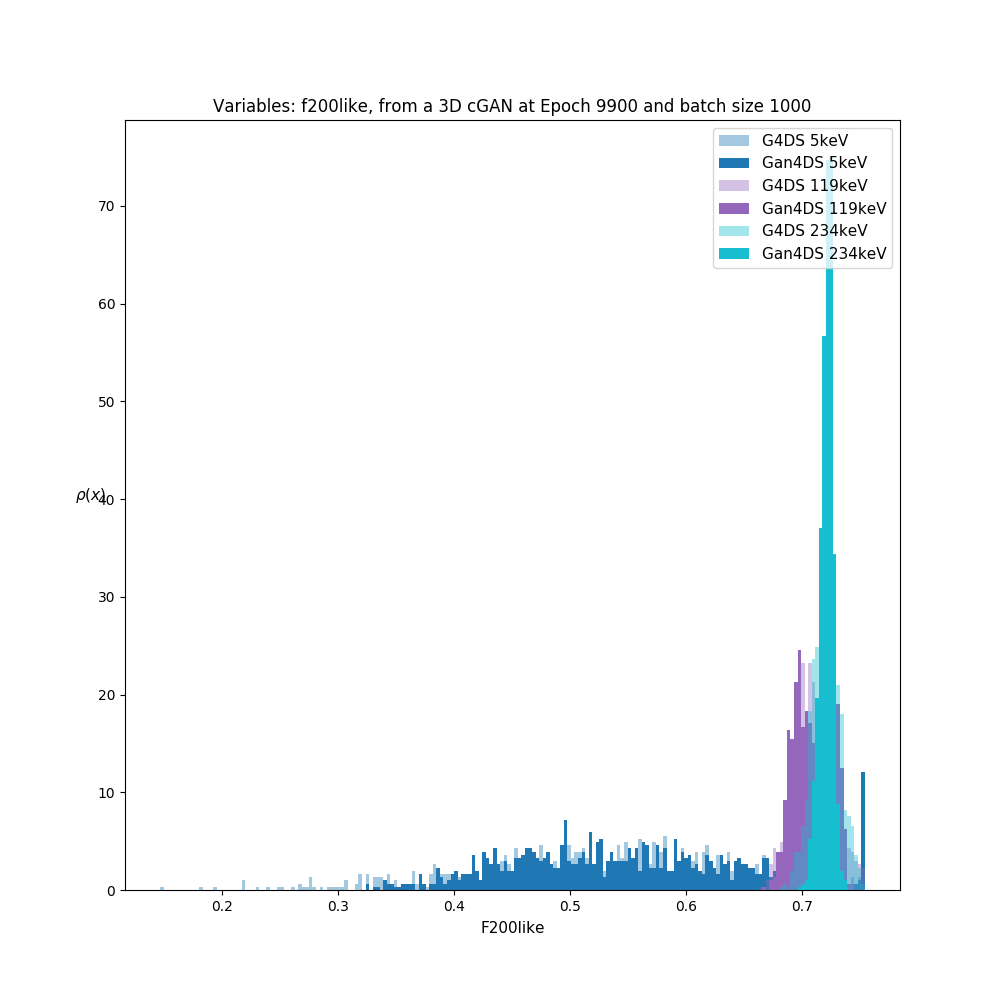 Variables: f200like, from a 3D cGAN at Epoch 9900 and batch size 1000
G4DS 5keV
Gan4DS 5keV
G4DS 119keV
Gan4DS 119keV
G4DS 234keV
Gan4DS 234keV
70
60
50
ρ(x)
40
30
20
10
0
0.2 0.3 0.4 0.5 0.6 0.7
F200like